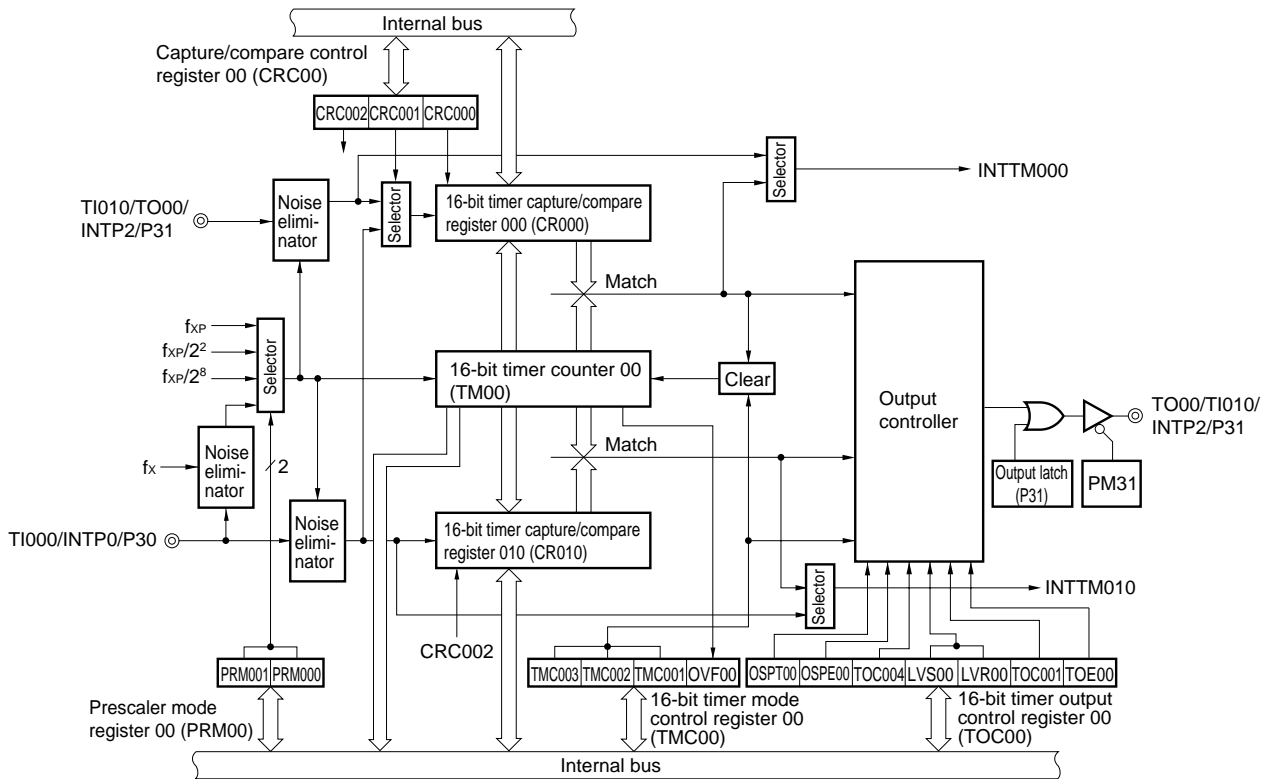 Internal bus
Capture/compare control
register 00 (CRC00)
CRC002 CRC001 CRC000
TI010/TO00/
INTP2/P31
Noise
elimi-
nator
Selector
16-bit timer capture/compare
register 000 (CR000)
Selector
INTTM000
Match
fXP
fXP/2²
fXP/2⁸
Selector
16-bit timer counter 00
(TM00)
Clear
Output
controller
TO00/TI010/
INTP2/P31
fX
Noise
elimi-
nator
2
Match
Output latch
(P31)
PM31
TI000/INTP0/P30
Noise
elimi-
nator
16-bit timer capture/compare
register 010 (CR010)
Selector
INTTM010
CRC002
PRM001 PRM000
TMC003 TMC002 TMC001 OVF00
OSPT00 OSPE00 TOC004 LVS00 LVR00 TOC001 TOE00
Prescaler mode
register 00 (PRM00)
16-bit timer mode
control register 00
(TMC00)
16-bit timer output
control register 00
(TOC00)
Internal bus